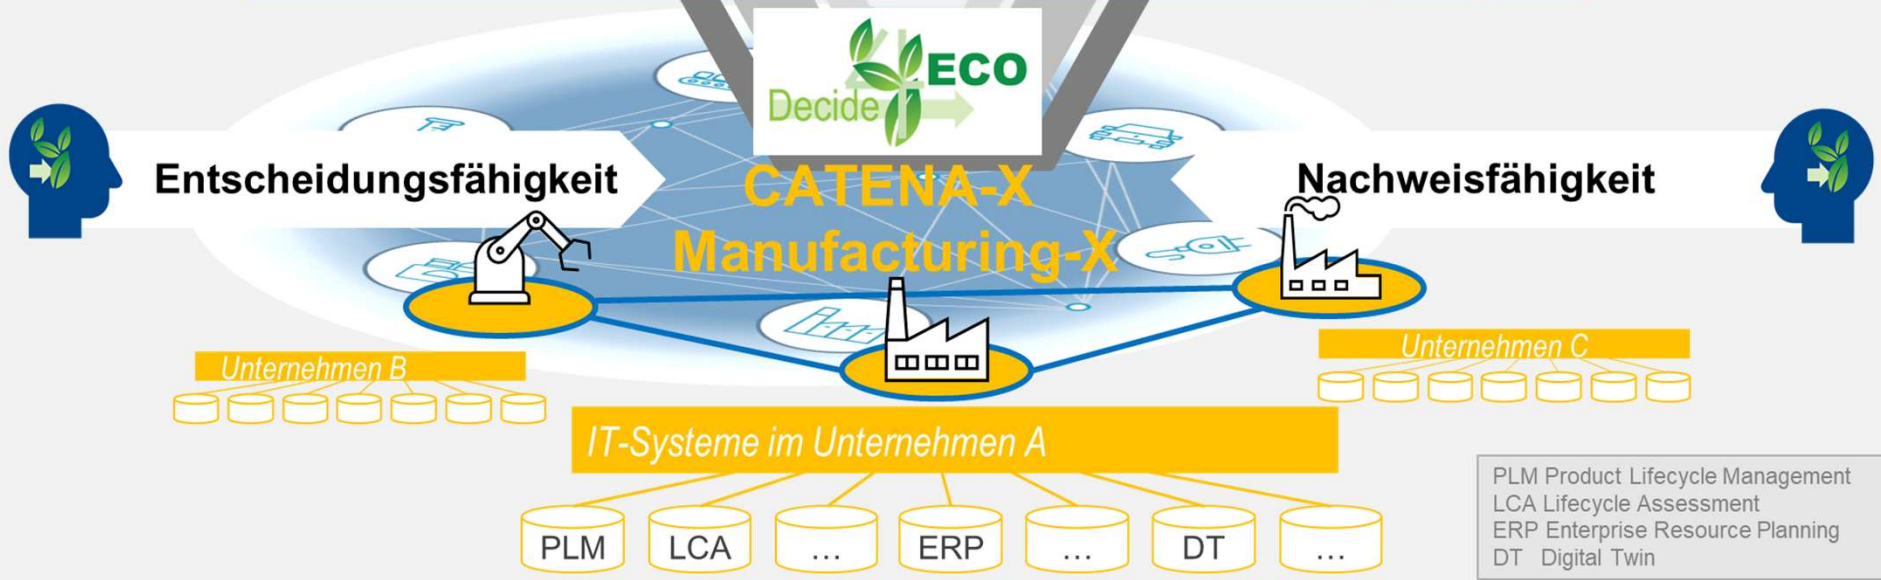 Decide 4 ECO
Entscheidungsfähigkeit
CATENA-X
Manufacturing-X
Nachweisfähigkeit
Unternehmen B
Unternehmen C
IT-Systeme im Unternehmen A
PLM
LCA
...
ERP
...
DT
...
PLM Product Lifecycle Management
LCA Lifecycle Assessment
ERP Enterprise Resource Planning
DT Digital Twin